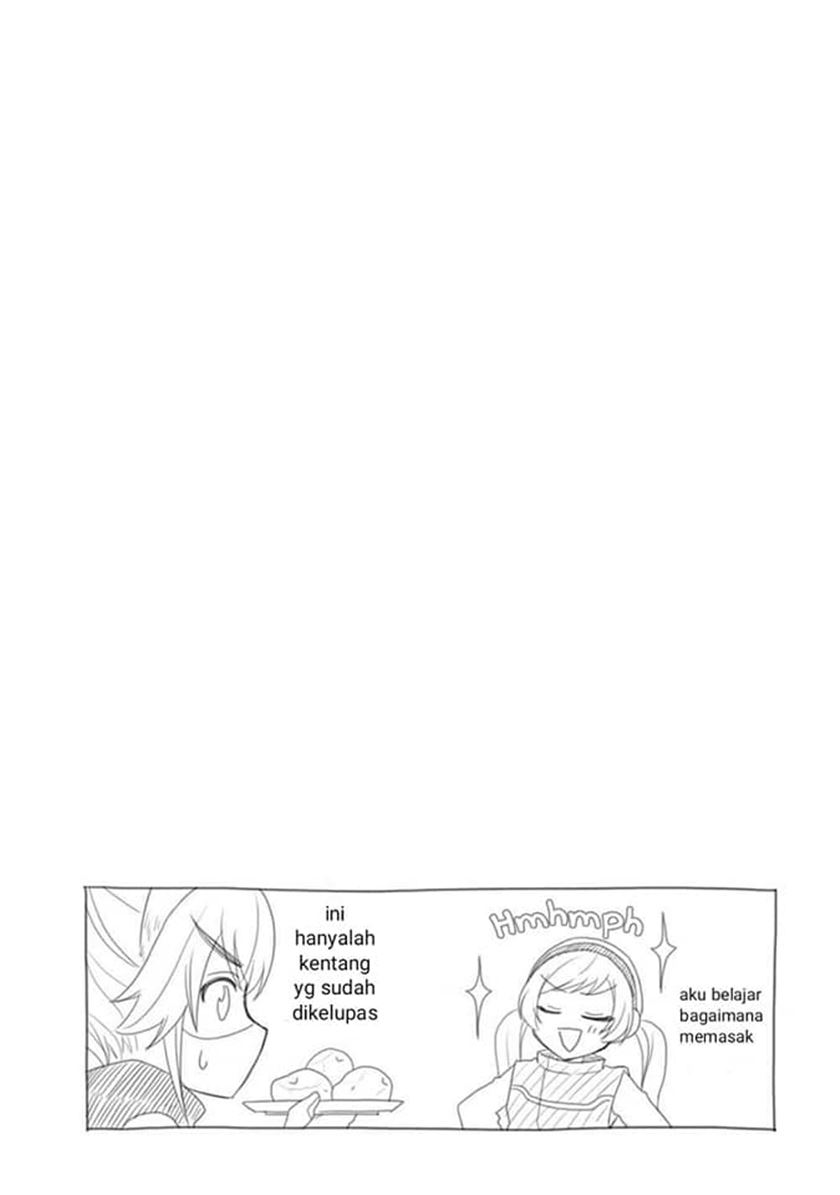 Hmhmph
aku belajar
bagaimana
memasak
ini
hanyalah
kentang
yg sudah
dikelupas